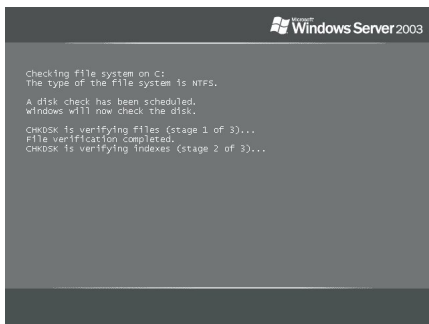 Microsoft
Windows Server 2003
Checking file system on C:
The type of the file system is NTFS.
A disk check has been scheduled.
Windows will now check the disk.
CHKDSK is verifying files (stage 1 of 3)...
File verification completed.
CHKDSK is verifying indexes (stage 2 of 3)...